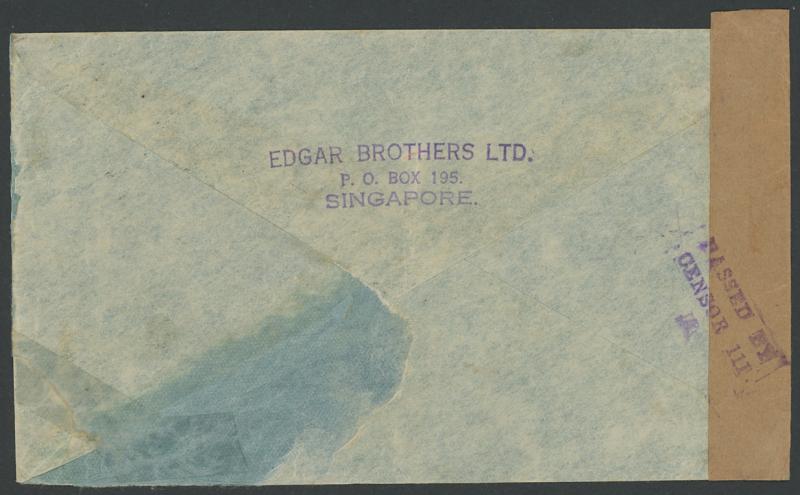 EDGAR BROTHERS LTD.
P. O. BOX 195.
SINGAPORE.
PASSED BY
CENSOR 111